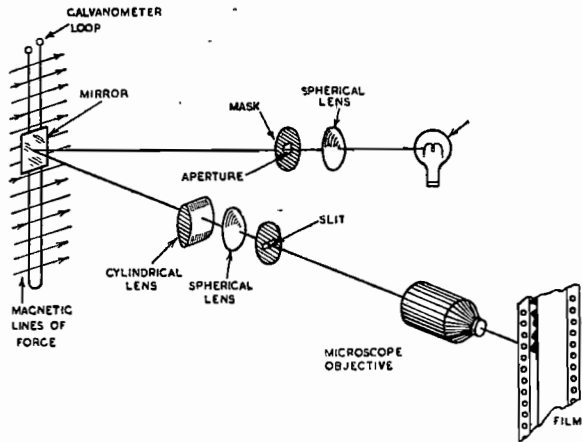 GALVANOMETER
LOOP
MIRROR
MASK
SPHERICAL
LENS
APERTURE
SLIT
CYLINDRICAL
LENS
SPHERICAL
LENS
MAGNETIC
LINES OF
FORCE
MICROSCOPE
OBJECTIVE
FILM